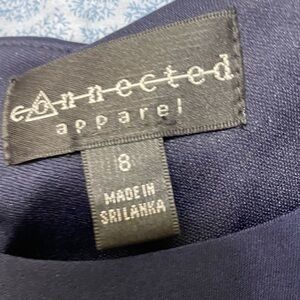 connected
apparel
8
MADE IN
SRI LANKA